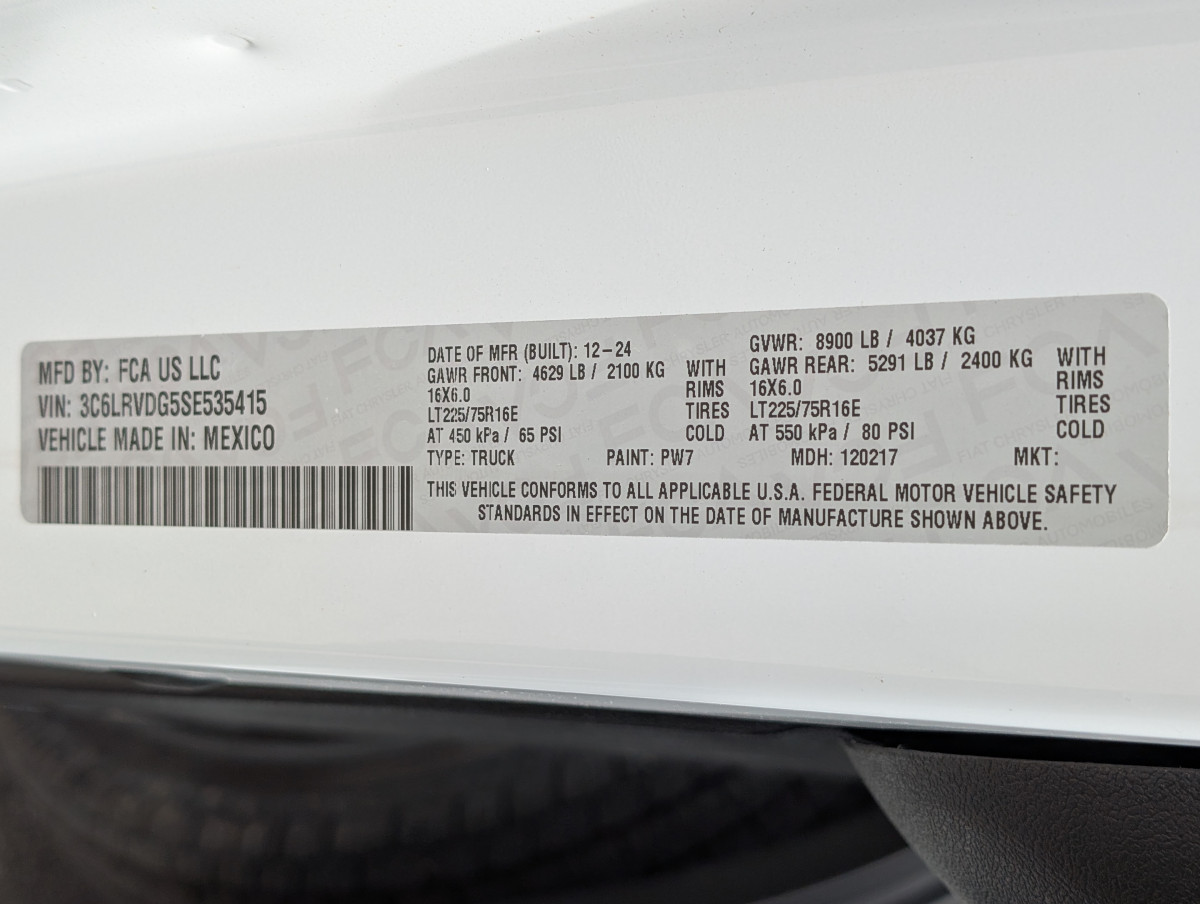 MFD BY: FCA US LLC
VIN: 3C6LRVDG5SE535415
VEHICLE MADE IN: MEXICO
DATE OF MFR (BUILT): 12-24
GAWR FRONT: 4629 LB / 2100 KG WITH
16X6.0 RIMS
LT225/75R16E TIRES
AT 450 kPa / 65 PSI COLD
GVWR: 8900 LB / 4037 KG
GAWR REAR: 5291 LB / 2400 KG WITH
16X6.0 RIMS
LT225/75R16E TIRES
AT 550 kPa / 80 PSI COLD
TYPE: TRUCK PAINT: PW7 MDH: 120217 MKT:
THIS VEHICLE CONFORMS TO ALL APPLICABLE U.S.A. FEDERAL MOTOR VEHICLE SAFETY
STANDARDS IN EFFECT ON THE DATE OF MANUFACTURE SHOWN ABOVE.